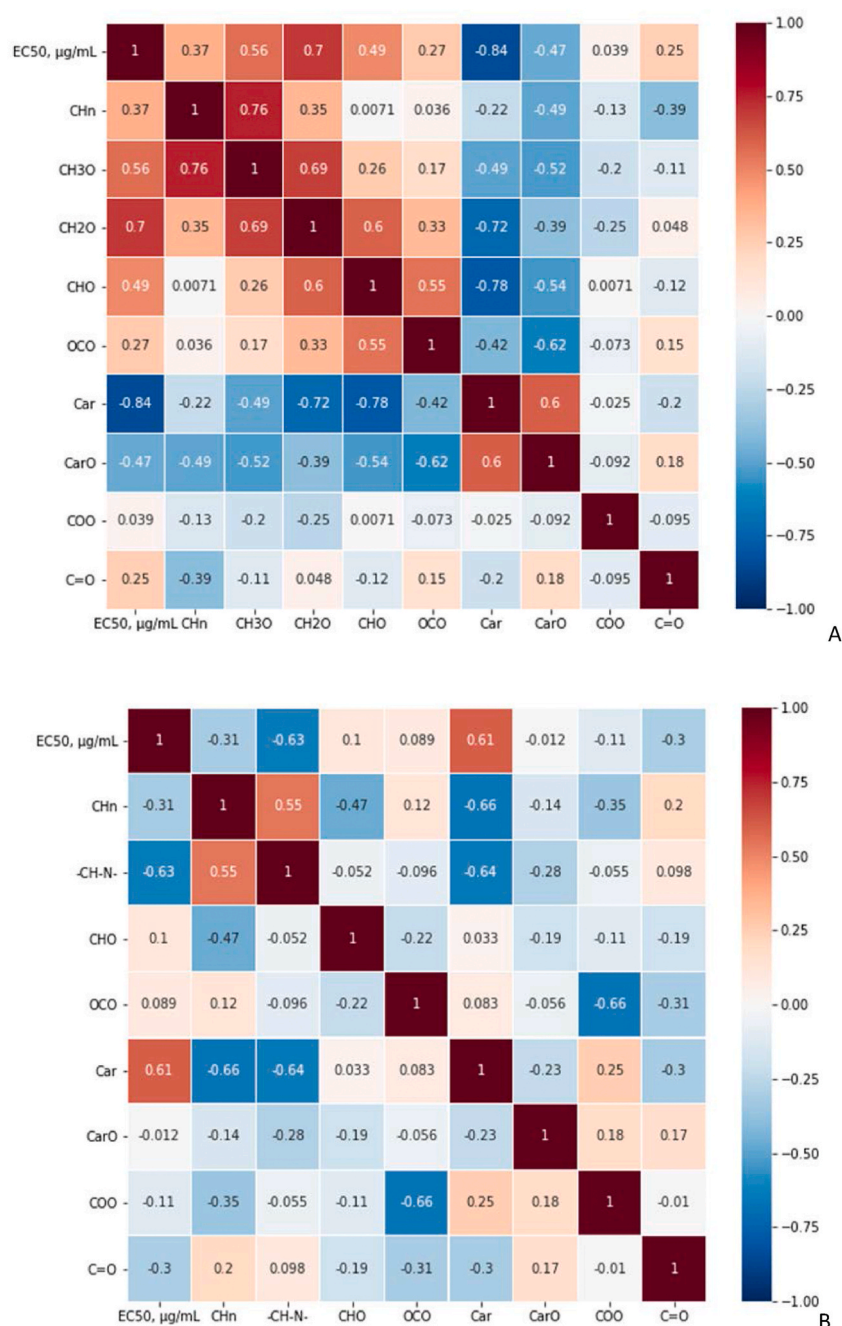 EC50, μg/mL 1 0.37 0.56 0.7 0.49 0.27 -0.84 -0.47 0.039 0.25
CHn 0.37 1 0.76 0.35 0.0071 0.036 -0.22 -0.49 -0.13 -0.39
CH3O 0.56 0.76 1 0.69 0.26 0.17 -0.49 -0.52 -0.2 -0.11
CH2O 0.7 0.35 0.69 1 0.6 0.33 -0.72 -0.39 -0.25 0.048
CHO 0.49 0.0071 0.26 0.6 1 0.55 -0.78 -0.54 0.0071 -0.12
OCO 0.27 0.036 0.17 0.33 0.55 1 -0.42 -0.62 -0.073 0.15
Car -0.84 -0.22 -0.49 -0.72 -0.78 -0.42 1 0.6 -0.025 -0.2
CarO -0.47 -0.49 -0.52 -0.39 -0.54 -0.62 0.6 1 -0.092 0.18
COO 0.039 -0.13 -0.2 -0.25 0.0071 -0.073 -0.025 -0.092 1 -0.095
C=O 0.25 -0.39 -0.11 0.048 -0.12 0.15 -0.2 0.18 -0.095 1
EC50, μg/mL CHn CH3O CH2O CHO OCO Car CarO COO C=O
1.00
0.75
0.50
0.25
0.00
−0.25
−0.50
−0.75
−1.00
A
EC50, μg/mL 1 -0.31 -0.63 0.1 0.089 0.61 -0.012 -0.11 -0.3
CHn -0.31 1 0.55 -0.47 0.12 -0.66 -0.14 -0.35 0.2
-CH-N- -0.63 0.55 1 -0.052 -0.096 -0.64 -0.28 -0.055 0.098
CHO 0.1 -0.47 -0.052 1 -0.22 0.033 -0.19 -0.11 -0.19
OCO 0.089 0.12 -0.096 -0.22 1 0.083 -0.056 -0.66 -0.31
Car 0.61 -0.66 -0.64 0.033 0.083 1 -0.23 0.25 -0.3
CarO -0.012 -0.14 -0.28 -0.19 -0.056 -0.23 1 0.18 0.17
COO -0.11 -0.35 -0.055 -0.11 -0.66 0.25 0.18 1 -0.01
C=O -0.3 0.2 0.098 -0.19 -0.31 -0.3 0.17 -0.01 1
EC50, μg/mL CHn -CH-N- CHO OCO Car CarO COO C=O
1.00
0.75
0.50
0.25
0.00
−0.25
−0.50
−0.75
−1.00
B